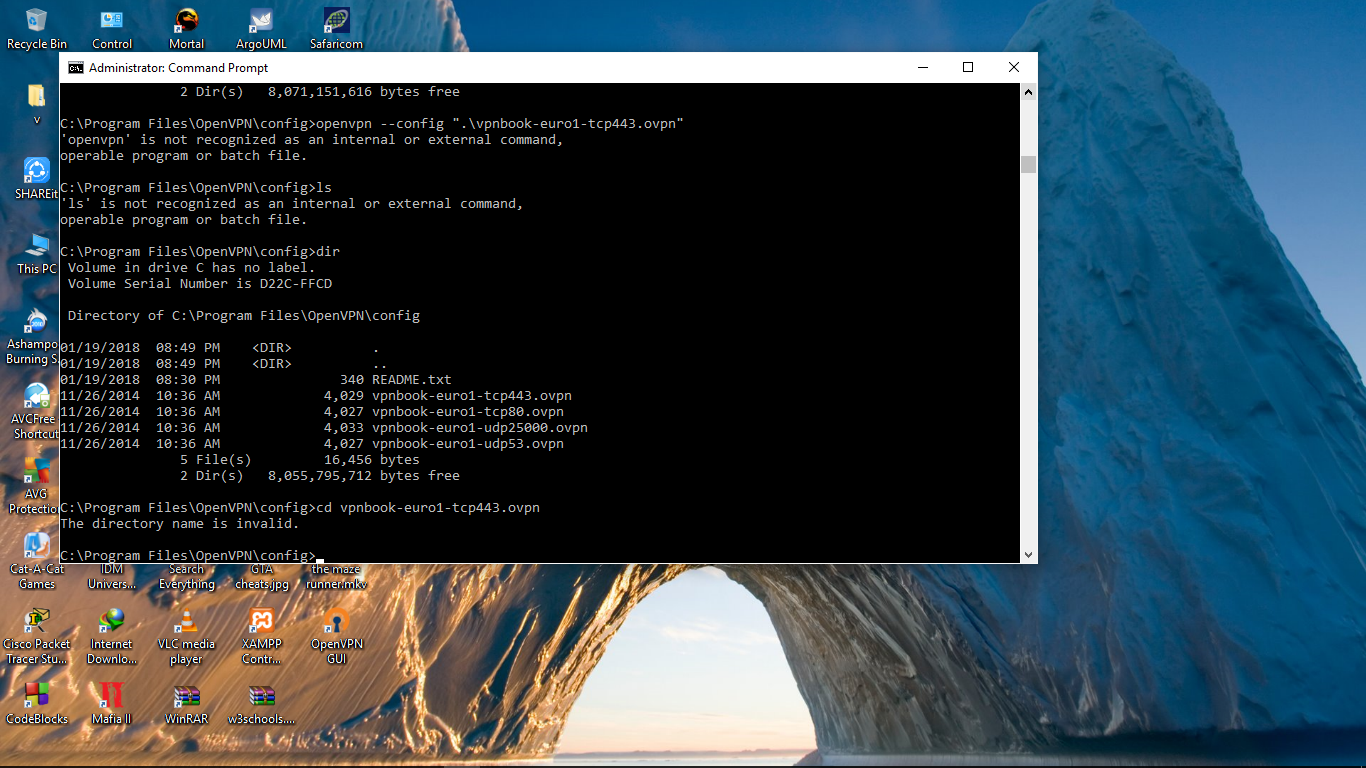 Recycle Bin
Control
Mortal
ArgoUML
Safaricom
Administrator: Command Prompt
2 Dir(s)   8,071,151,616 bytes free
C:\Program Files\OpenVPN\config>openvpn --config ".\vpnbook-euro1-tcp443.ovpn"
'openvpn' is not recognized as an internal or external command,
operable program or batch file.
C:\Program Files\OpenVPN\config>ls
'ls' is not recognized as an internal or external command,
operable program or batch file.
C:\Program Files\OpenVPN\config>dir
Volume in drive C has no label.
Volume Serial Number is D22C-FFCD
Directory of C:\Program Files\OpenVPN\config
01/19/2018  08:49 PM    <DIR>          .
01/19/2018  08:49 PM    <DIR>          ..
01/19/2018  08:30 PM               340 README.txt
11/26/2014  10:36 AM             4,029 vpnbook-euro1-tcp443.ovpn
11/26/2014  10:36 AM             4,027 vpnbook-euro1-tcp80.ovpn
11/26/2014  10:36 AM             4,033 vpnbook-euro1-udp25000.ovpn
11/26/2014  10:36 AM             4,027 vpnbook-euro1-udp53.ovpn
5 File(s)         16,456 bytes
2 Dir(s)   8,055,795,712 bytes free
C:\Program Files\OpenVPN\config>cd vpnbook-euro1-tcp443.ovpn
The directory name is invalid.
C:\Program Files\OpenVPN\config>
v
SHAREit
This PC
Ashampo
Burning S
AVCFree
Shortcut
AVG
Protectio
Cat-A-Cat
Games
IDM
Univers...
Search
Everything
GTA
cheats.jpg
the maze
runner.mkv
Cisco Packet
Tracer Stu...
Internet
Downlo...
VLC media
player
XAMPP
Contr...
OpenVPN
GUI
CodeBlocks
Mafia II
WinRAR
w3schools....